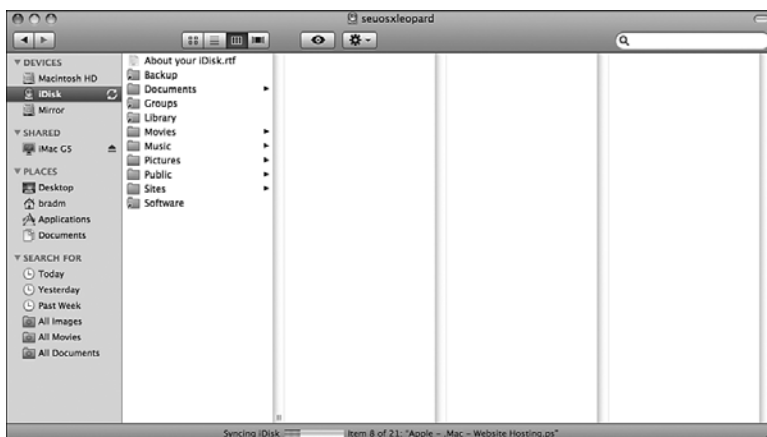 seuosxleopard
DEVICES
Macintosh HD
iDisk
Mirror
SHARED
iMac G5
PLACES
Desktop
bradm
Applications
Documents
SEARCH FOR
Today
Yesterday
Past Week
All Images
All Movies
All Documents
About your iDisk.rtf
Backup
Documents
Groups
Library
Movies
Music
Pictures
Public
Sites
Software
Syncing iDisk
Item 8 of 21: "Apple - .Mac - Website Hosting.ps"